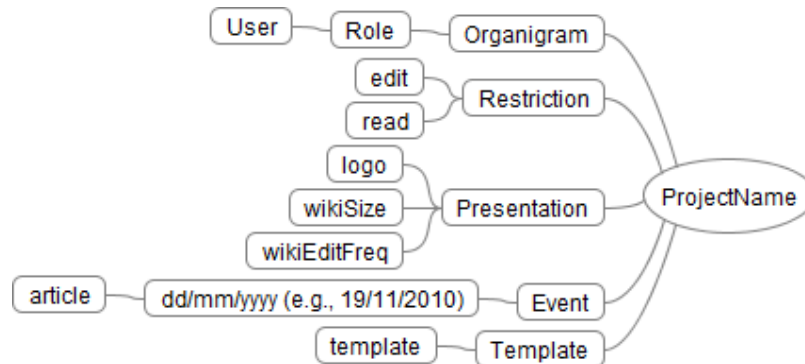 User
Role
Organigram
edit
Restriction
read
logo
wikiSize
Presentation
wikiEditFreq
ProjectName
article
dd/mm/yyyy (e.g., 19/11/2010)
Event
template
Template